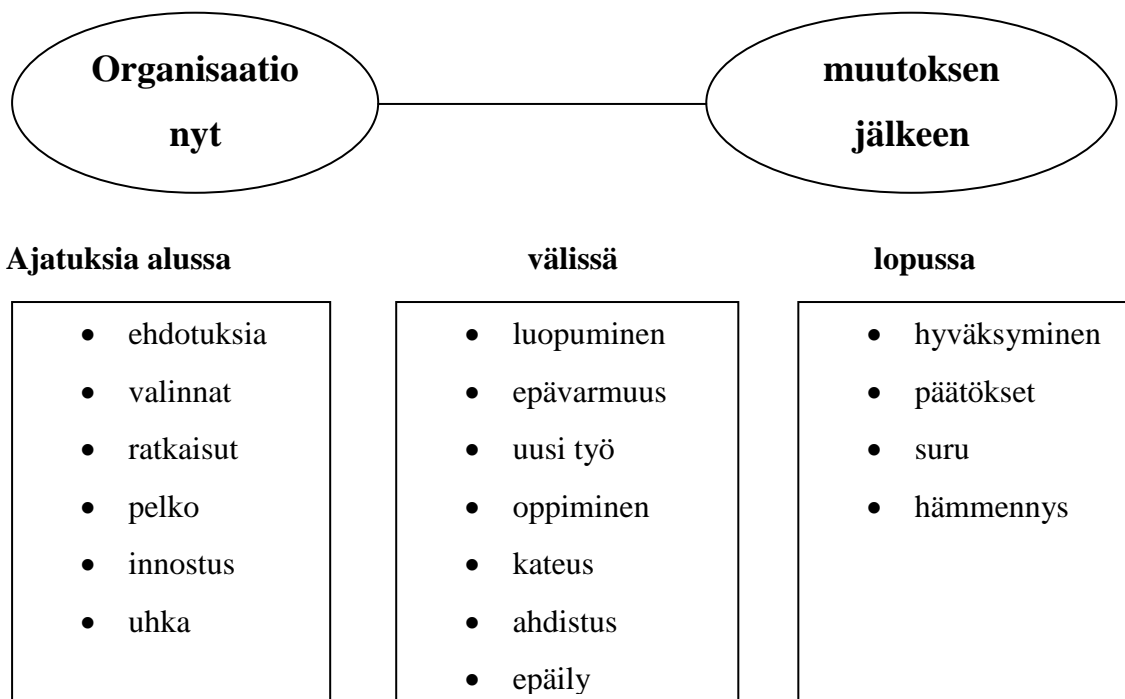 Organisaatio
nyt
muutoksen
jälkeen
Ajatuksia alussa
välissä
lopussa
• ehdotuksia
• valinnat
• ratkaisut
• pelko
• innostus
• uhka
• luopuminen
• epävarmuus
• uusi työ
• oppiminen
• kateus
• ahdistus
• epäily
• hyväksyminen
• päätökset
• suru
• hämmennys